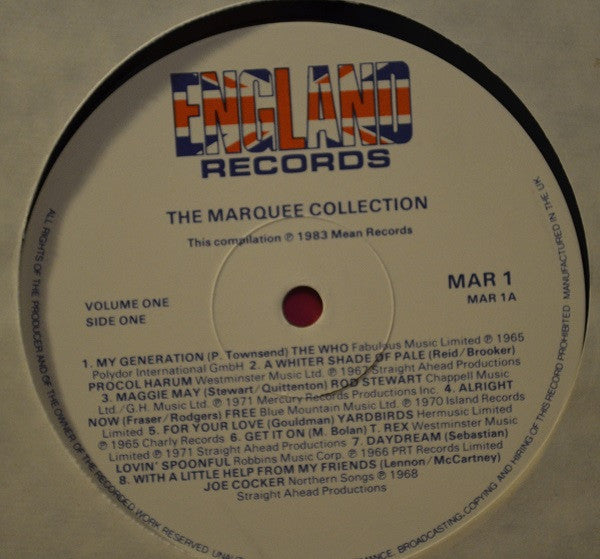 ENGLAND
RECORDS
THE MARQUEE COLLECTION
This compilation ℗ 1983 Mean Records
VOLUME ONE
SIDE ONE
MAR 1
MAR 1A
1. MY GENERATION (P. Townsend) THE WHO Fabulous Music Limited ℗ 1965
Polydor International GmbH 2. A WHITER SHADE OF PALE (Reid/Brooker)
PROCOL HARUM Westminster Music Ltd ℗ 1967 Straight Ahead Productions
3. MAGGIE MAY (Stewart/Quittenton) ROD STEWART Chappell Music
Ltd./G.H. Music Ltd. ℗ 1971 Mercury Records Productions Inc. 4. ALRIGHT
NOW (Fraser/Rodgers) FREE Blue Mountain Music Ltd. ℗ 1970 Island Records
Limited 5. FOR YOUR LOVE (Gouldman) YARDBIRDS Hermusic Limited
℗ 1965 Charly Records 6. GET IT ON (M. Bolan) T. REX Westminster Music
Limited ℗ 1971 Straight Ahead Productions 7. DAYDREAM (Sebastian)
LOVIN' SPOONFUL Robbins Music Corp. ℗ 1966 PRT Records Limited
8. WITH A LITTLE HELP FROM MY FRIENDS (Lennon/McCartney)
JOE COCKER Northern Songs ℗ 1968
Straight Ahead Productions
ALL RIGHTS OF THE PRODUCER AND OF THE OWNER OF THE RECORDED WORK RESERVED. BROADCASTING, COPYING AND HIRING OF THIS RECORD PROHIBITED. MANUFACTURED IN THE UK